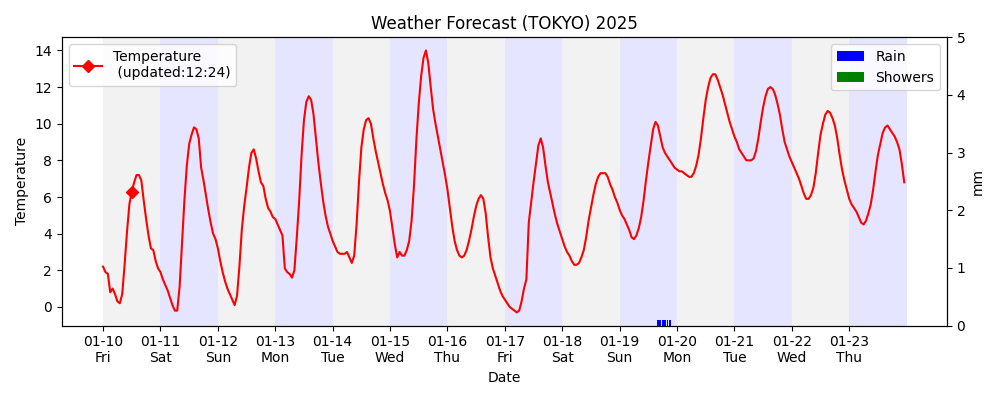 Weather Forecast (TOKYO) 2025
Temperature
(updated:12:24)
Rain
Showers
Temperature
14
12
10
8
6
4
2
0
5
4
3
2
1
0
mm
01-10 01-11 01-12 01-13 01-14 01-15 01-16 01-17 01-18 01-19 01-20 01-21 01-22 01-23
Fri Sat Sun Mon Tue Wed Thu Fri Sat Sun Mon Tue Wed Thu
Date